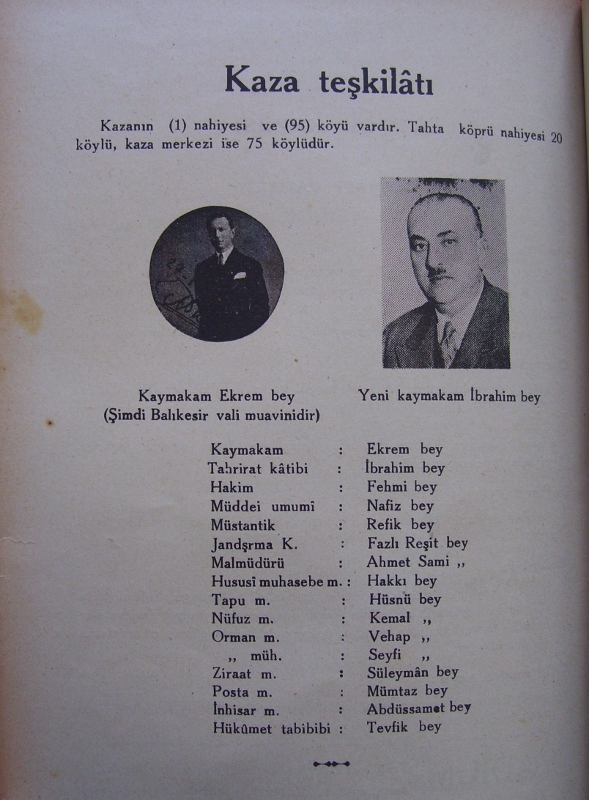 Kaza teşkilâtı
Kazanın (1) nahiyesi ve (95) köyü vardır. Tahta köprü nahiyesi 20
köylü, kaza merkezi ise 75 köylüdür.
Kaymakam Ekrem bey
(Şimdi Balıkesir vali muavinidir)
Yeni kaymakam İbrahim bey
Kaymakam : Ekrem bey
Tahrirat kâtibi : İbrahim bey
Hakim : Fehmi bey
Müddei umumî : Nafiz bey
Müstantik : Refik bey
Jandşrma K. : Fazlı Reşit bey
Malmüdürü : Ahmet Sami „
Hususî muhasebe m. : Hakkı bey
Tapu m. : Hüsnü bey
Nüfuz m. : Kemal „
Orman m. : Vehap „
„ müh. : Seyfi „
Ziraat m. : Süleymân bey
Posta m. : Mümtaz bey
İnhisar m. : Abdüssamet bey
Hükûmet tabibibi : Tevfik bey